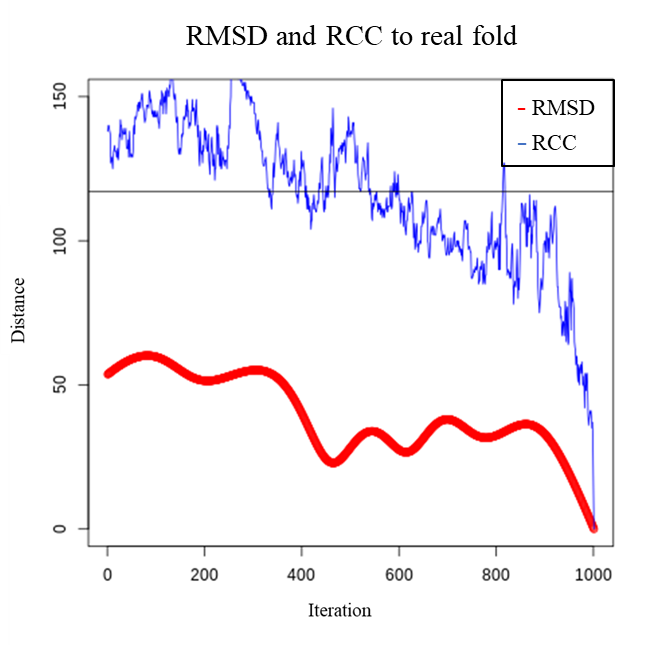 RMSD and RCC to real fold
RMSD
RCC
150
100
50
0
Distance
0 200 400 600 800 1000
Iteration